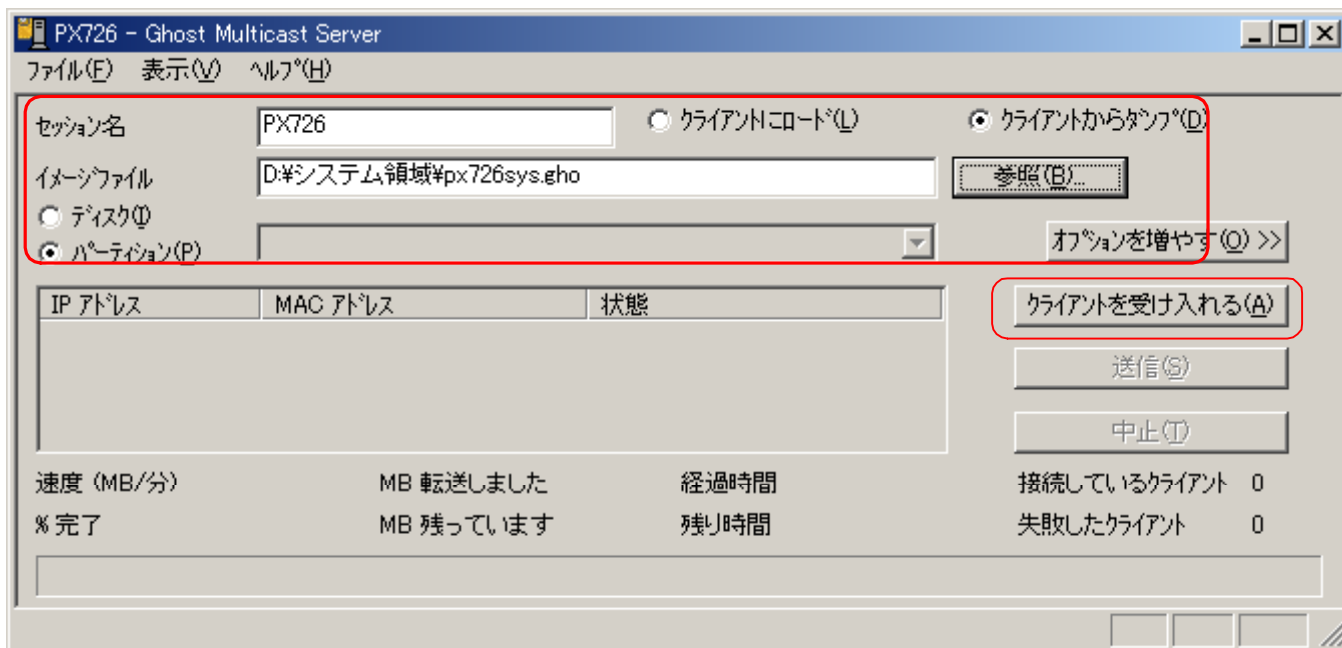 PX726 - Ghost Multicast Server
ファイル(F) 表示(V) ヘルプ(H)
セッション名 PX726 クライアントにロード(L) クライアントからダンプ(D)
イメージファイル D:¥システム領域¥px726sys.gho 参照(B)...
ディスク(I)
パーティション(P) オプションを増やす(O) >>
IP アドレス MAC アドレス 状態 クライアントを受け入れる(A)
送信(S)
中止(T)
速度 (MB/分) MB 転送しました 経過時間 接続しているクライアント 0
% 完了 MB 残っています 残り時間 失敗したクライアント 0